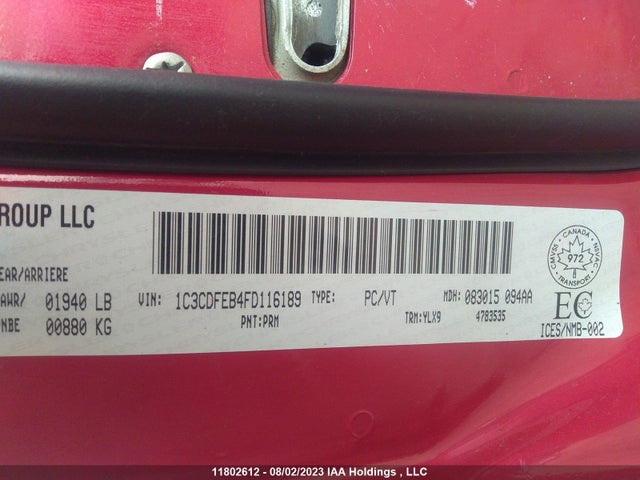 ROUP LLC
EAR/ARRIERE
AWR/ 01940 LB VIN: 1C3CDFEB4FD116189 TYPE: PC/VT MDH: 083015 094AA
NBE 00880 KG PNT:PRM TRM:YLX9 4783535
CMVSS · CANADA · NSVAC
972
TRANSPORT
EC
ICES/NMB-002
11802612 - 08/02/2023 IAA Holdings , LLC